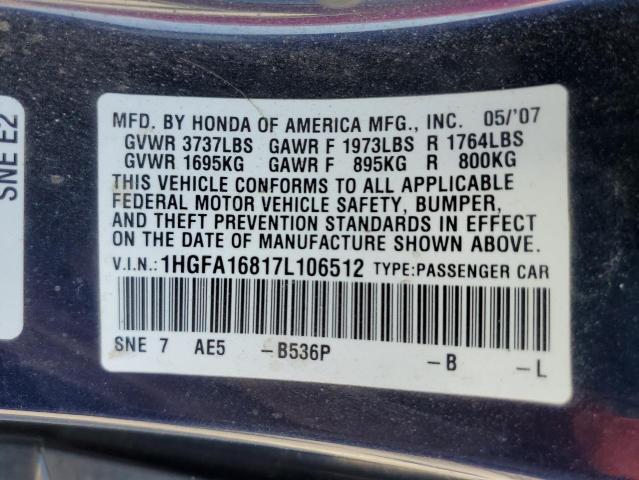 MFD. BY HONDA OF AMERICA MFG., INC. 05/'07
GVWR 3737LBS GAWR F 1973LBS R 1764LBS
GVWR 1695KG GAWR F 895KG R 800KG
THIS VEHICLE CONFORMS TO ALL APPLICABLE
FEDERAL MOTOR VEHICLE SAFETY, BUMPER,
AND THEFT PREVENTION STANDARDS IN EFFECT
ON THE DATE OF MANUFACTURE SHOWN ABOVE.
V.I.N.: 1HGFA16817L106512 TYPE:PASSENGER CAR
SNE 7 AE5 -B536P -B -L
SNE E2